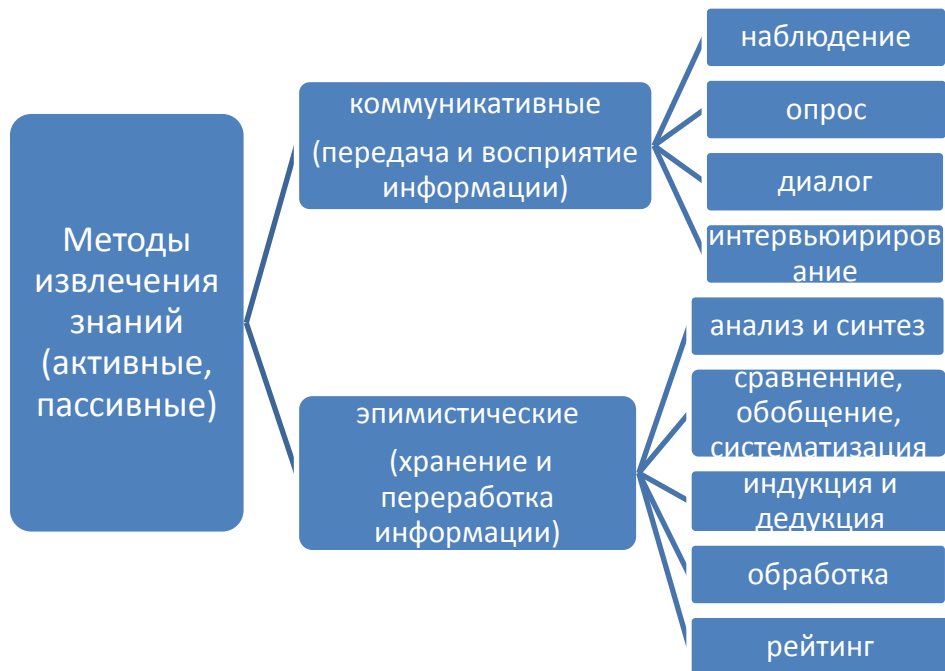 Методы
извлечения
знаний
(активные,
пассивные)
коммуникативные
(передача и восприятие
информации)
наблюдение
опрос
диалог
интервьюириров
ание
эпимистические
(хранение и
переработка
информации)
анализ и синтез
сравненние,
обобщение,
систематизация
индукция и
дедукция
обработка
рейтинг